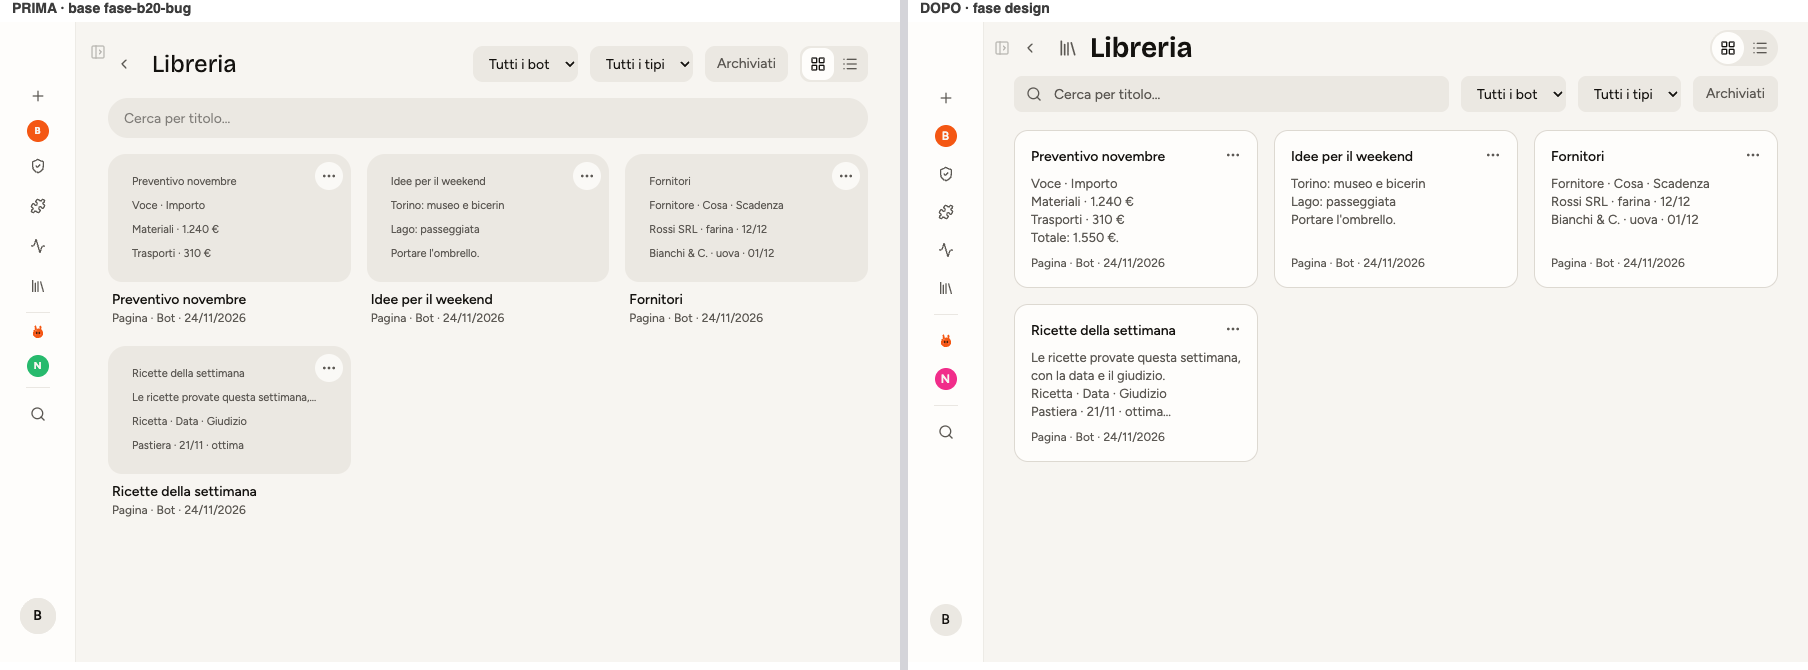 PRIMA · base fase-b20-bug
Libreria
Tutti i bot
Tutti i tipi
Archiviati
Cerca per titolo...
B
N
B
Preventivo novembre
Voce · Importo
Materiali · 1.240 €
Trasporti · 310 €
Preventivo novembre
Pagina · Bot · 24/11/2026
Idee per il weekend
Torino: museo e bicerin
Lago: passeggiata
Portare l'ombrello.
Idee per il weekend
Pagina · Bot · 24/11/2026
Fornitori
Fornitore · Cosa · Scadenza
Rossi SRL · farina · 12/12
Bianchi & C. · uova · 01/12
Fornitori
Pagina · Bot · 24/11/2026
Ricette della settimana
Le ricette provate questa settimana,...
Ricetta · Data · Giudizio
Pastiera · 21/11 · ottima
Ricette della settimana
Pagina · Bot · 24/11/2026
DOPO · fase design
Libreria
Cerca per titolo...
Tutti i bot
Tutti i tipi
Archiviati
B
N
B
Preventivo novembre
Voce · Importo
Materiali · 1.240 €
Trasporti · 310 €
Totale: 1.550 €.
Pagina · Bot · 24/11/2026
Idee per il weekend
Torino: museo e bicerin
Lago: passeggiata
Portare l'ombrello.
Pagina · Bot · 24/11/2026
Fornitori
Fornitore · Cosa · Scadenza
Rossi SRL · farina · 12/12
Bianchi & C. · uova · 01/12
Pagina · Bot · 24/11/2026
Ricette della settimana
Le ricette provate questa settimana,
con la data e il giudizio.
Ricetta · Data · Giudizio
Pastiera · 21/11 · ottima...
Pagina · Bot · 24/11/2026